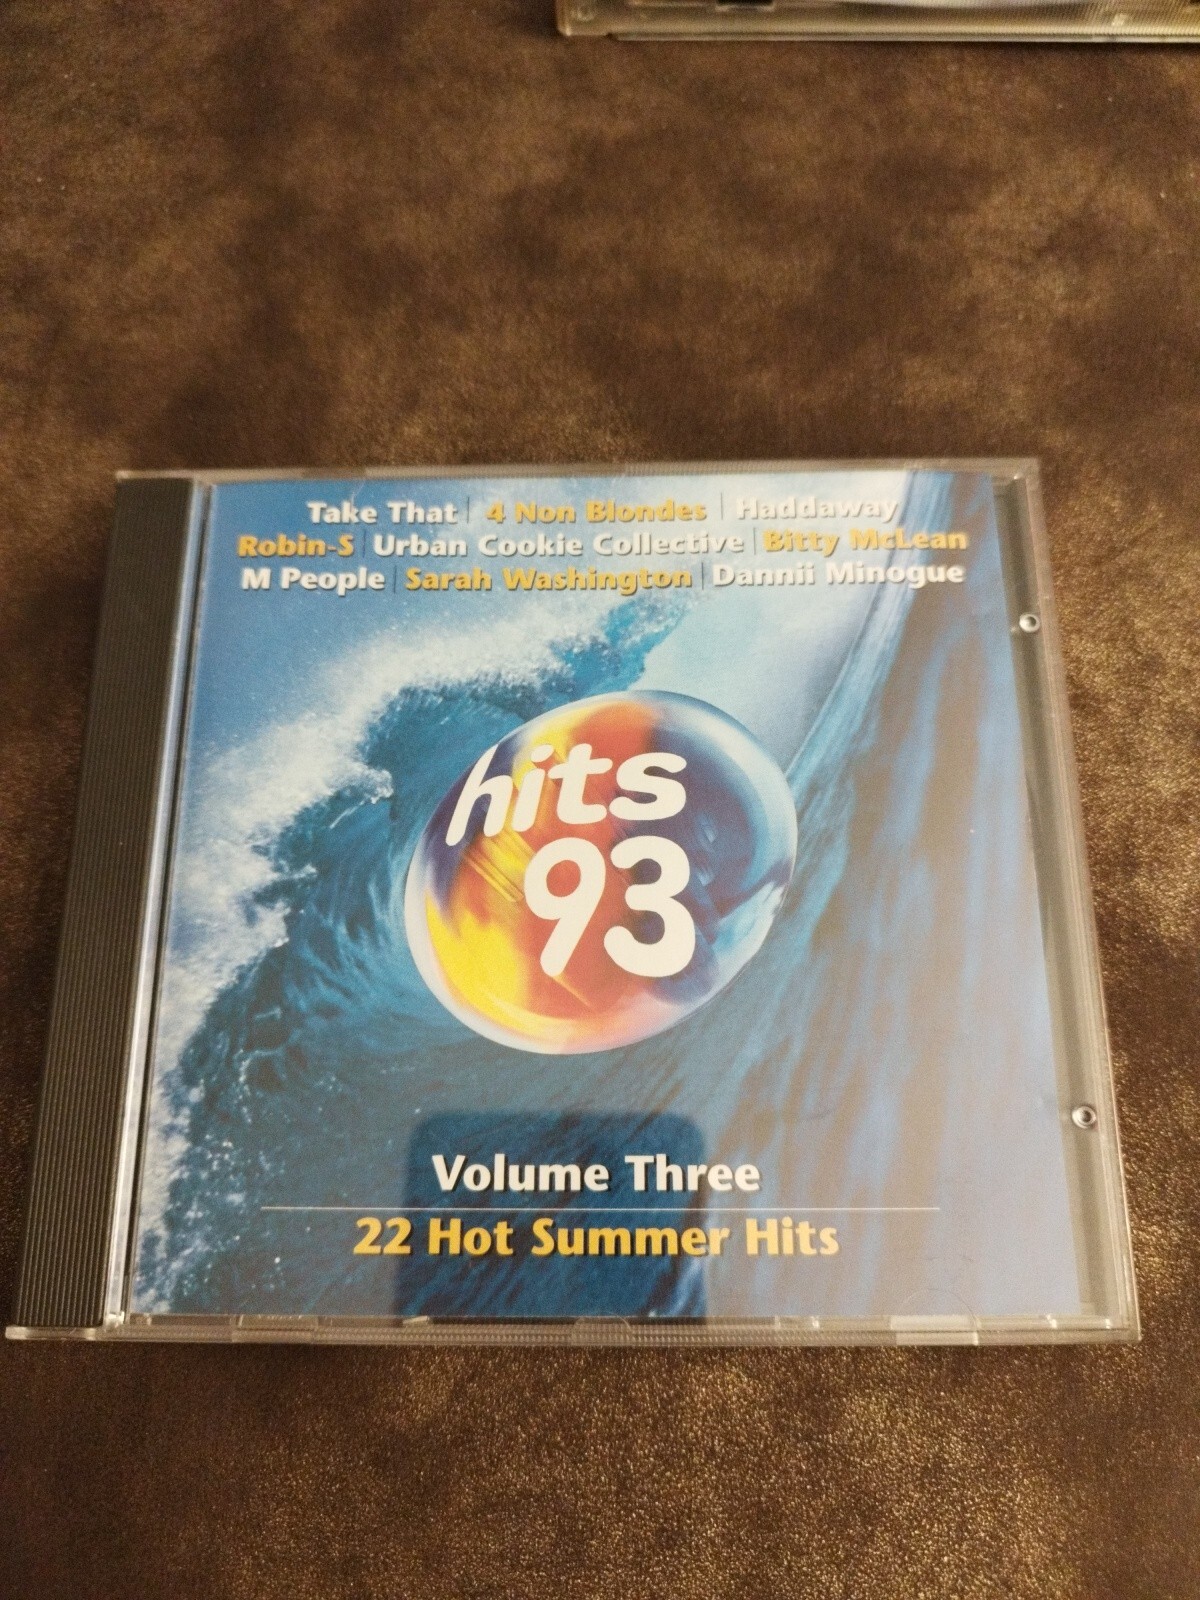 Take That | 4 Non Blondes | Haddaway
Robin-S | Urban Cookie Collective | Bitty McLean
M People | Sarah Washington | Dannii Minogue
hits
93
Volume Three
22 Hot Summer Hits